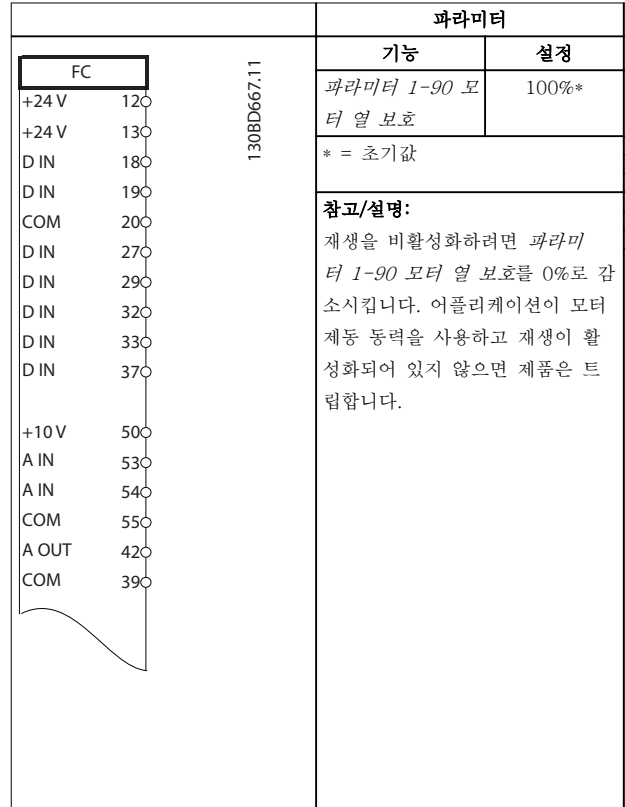 FC
+24 V 12
+24 V 13
D IN 18
D IN 19
COM 20
D IN 27
D IN 29
D IN 32
D IN 33
D IN 37
+10 V 50
A IN 53
A IN 54
COM 55
A OUT 42
COM 39
130BD667.11
파라미터
기능 설정
파라미터 1-90 모 100%*
터 열 보호
* = 초기값
참고/설명:
재생을 비활성화하려면 파라미
터 1-90 모터 열 보호를 0%로 감
소시킵니다. 어플리케이션이 모터
제동 동력을 사용하고 재생이 활
성화되어 있지 않으면 제품은 트
립합니다.